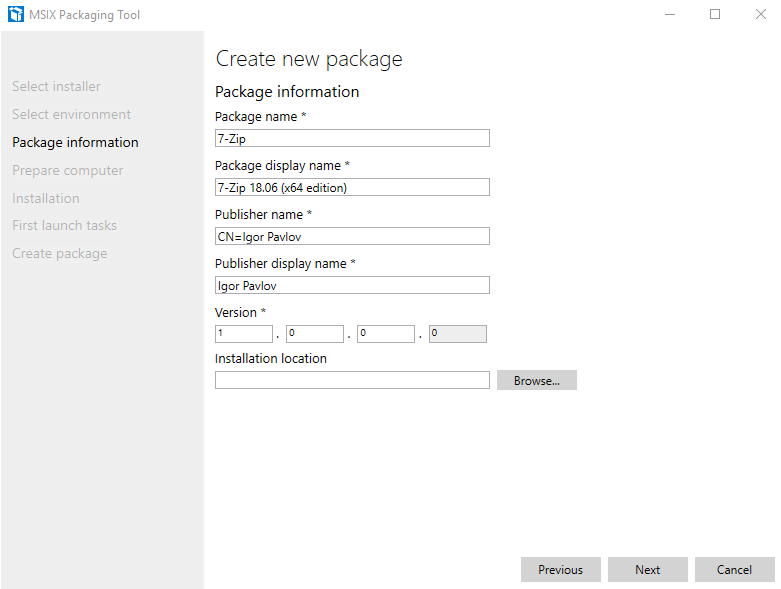 MSIX Packaging Tool
Select installer
Select environment
Package information
Prepare computer
Installation
First launch tasks
Create package
Create new package
Package information
Package name *
7-Zip
Package display name *
7-Zip 18.06 (x64 edition)
Publisher name *
CN=Igor Pavlov
Publisher display name *
Igor Pavlov
Version *
1 . 0 . 0 . 0
Installation location
Browse...
Previous Next Cancel